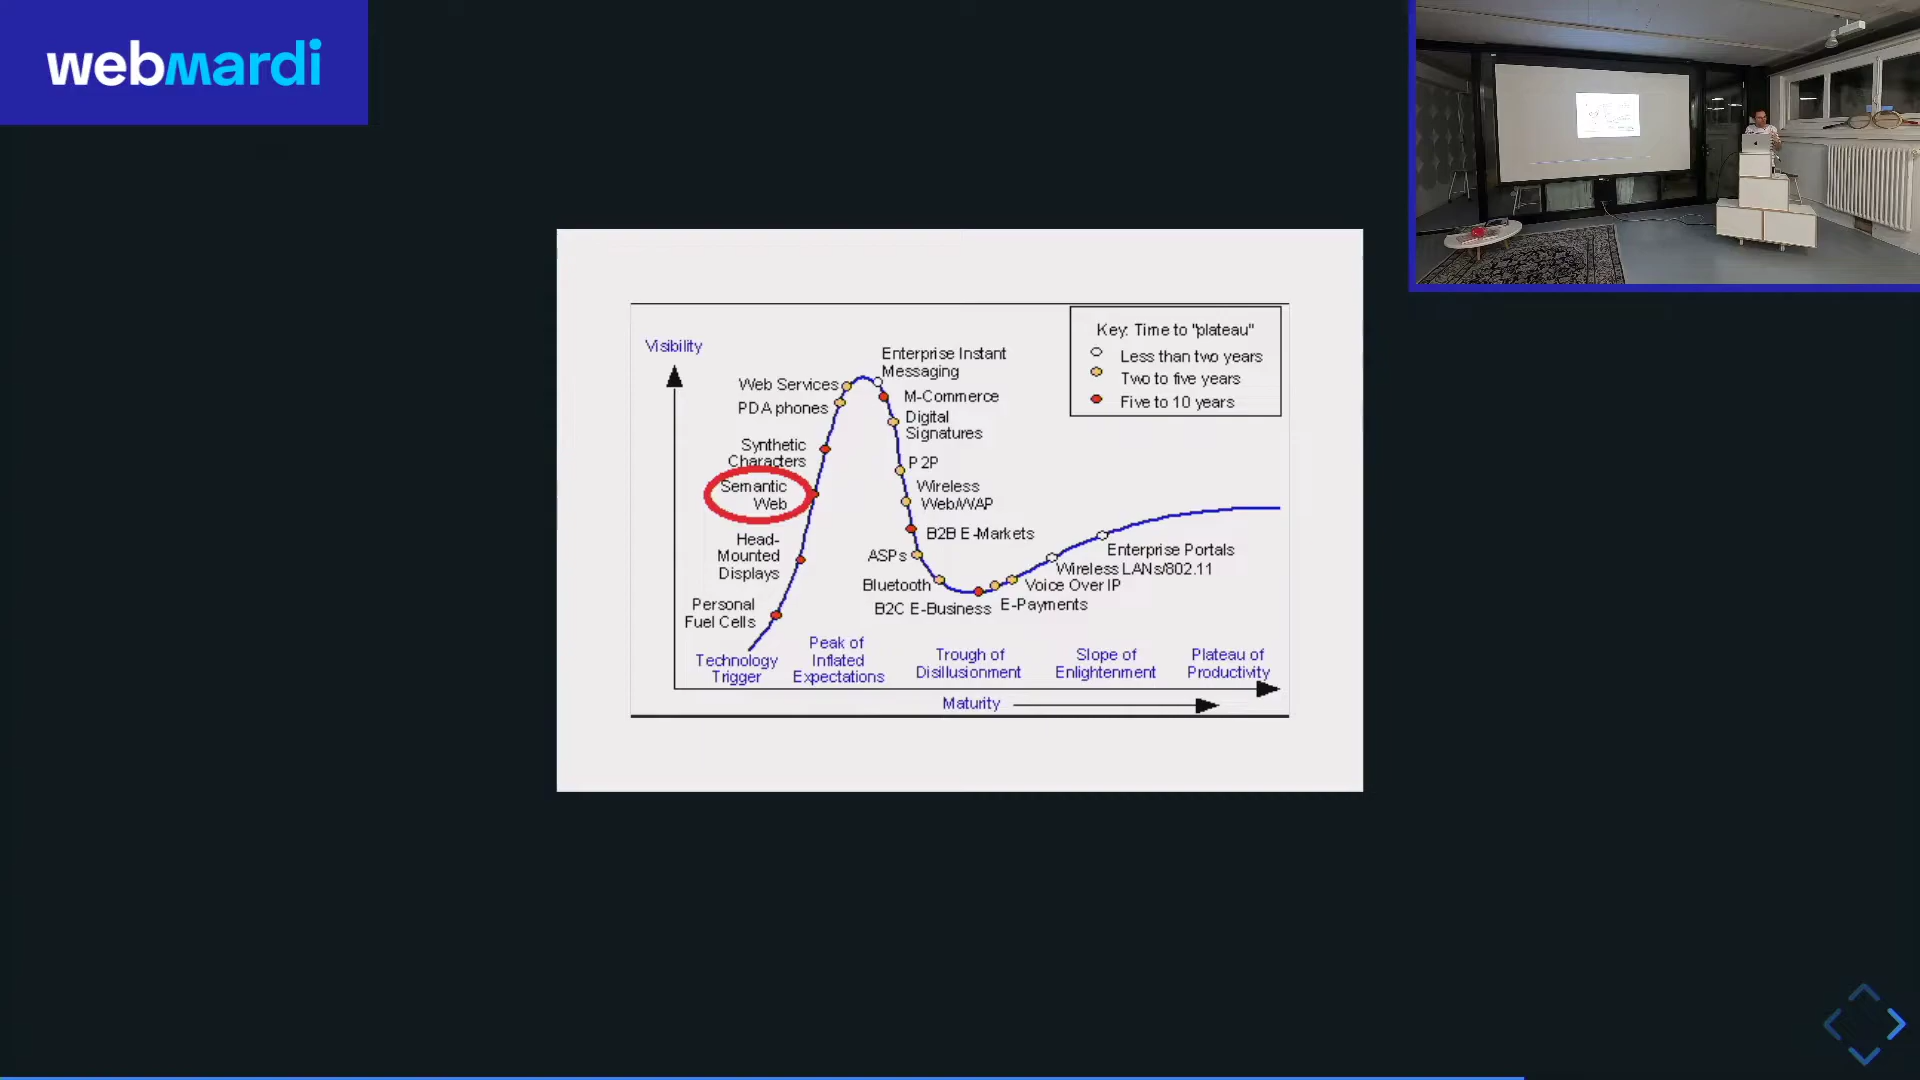 webmardi
Visibility
Key: Time to "plateau"
Less than two years
Two to five years
Five to 10 years
Enterprise Instant
Messaging
Web Services
PDA phones
M-Commerce
Digital
Signatures
Synthetic
Characters
P2P
Semantic
Web
Wireless
Web/WAP
B2B E-Markets
Head-
Mounted
Displays
ASPs
Enterprise Portals
Wireless LANs/802.11
Bluetooth
Voice Over IP
B2C E-Business
E-Payments
Personal
Fuel Cells
Technology
Trigger
Peak of
Inflated
Expectations
Trough of
Disillusionment
Slope of
Enlightenment
Plateau of
Productivity
Maturity